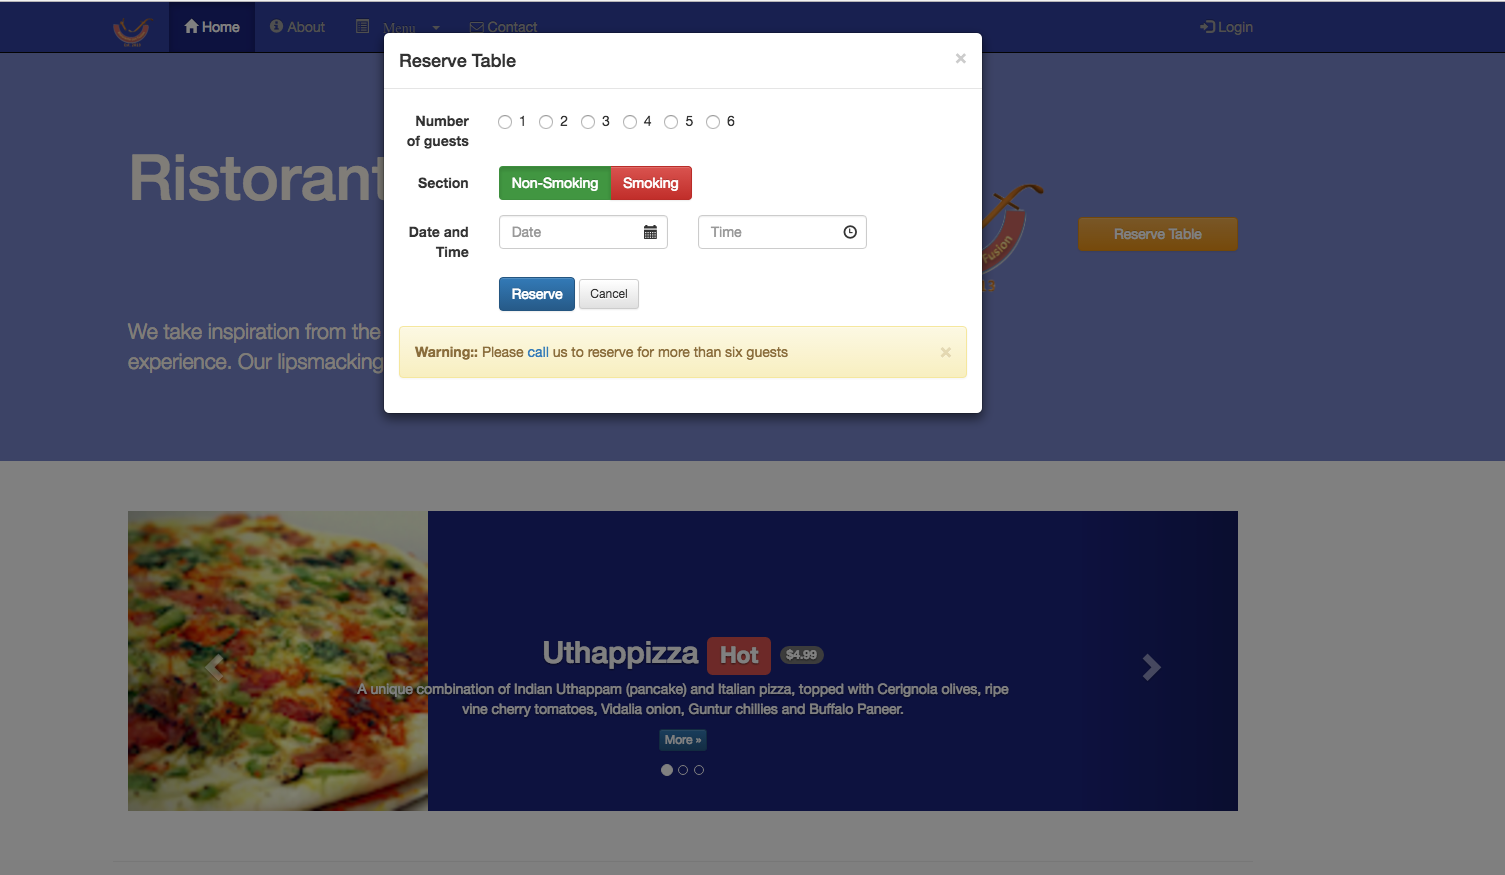 Home About Menu Contact Login
Reserve Table ×
Number of guests
1 2 3 4 5 6
Section
Non-Smoking Smoking
Date and Time
Date Time
Reserve Cancel
Warning:: Please call us to reserve for more than six guests ×
Ristorant
Fusion
Reserve Table
We take inspiration from the
experience. Our lipsmacking
Uthappizza Hot $4.99
A unique combination of Indian Uthappam (pancake) and Italian pizza, topped with Cerignola olives, ripe
vine cherry tomatoes, Vidalia onion, Guntur chillies and Buffalo Paneer.
More »